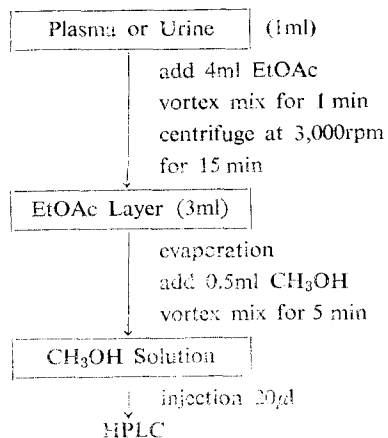 Plasma or Urine (1ml)
add 4ml EtOAc
vortex mix for 1 min
centrifuge at 3,000rpm
for 15 min
EtOAc Layer (3ml)
evaporation
add 0.5ml CH₃OH
vortex mix for 5 min
CH₃OH Solution
injection 20μl
HPLC